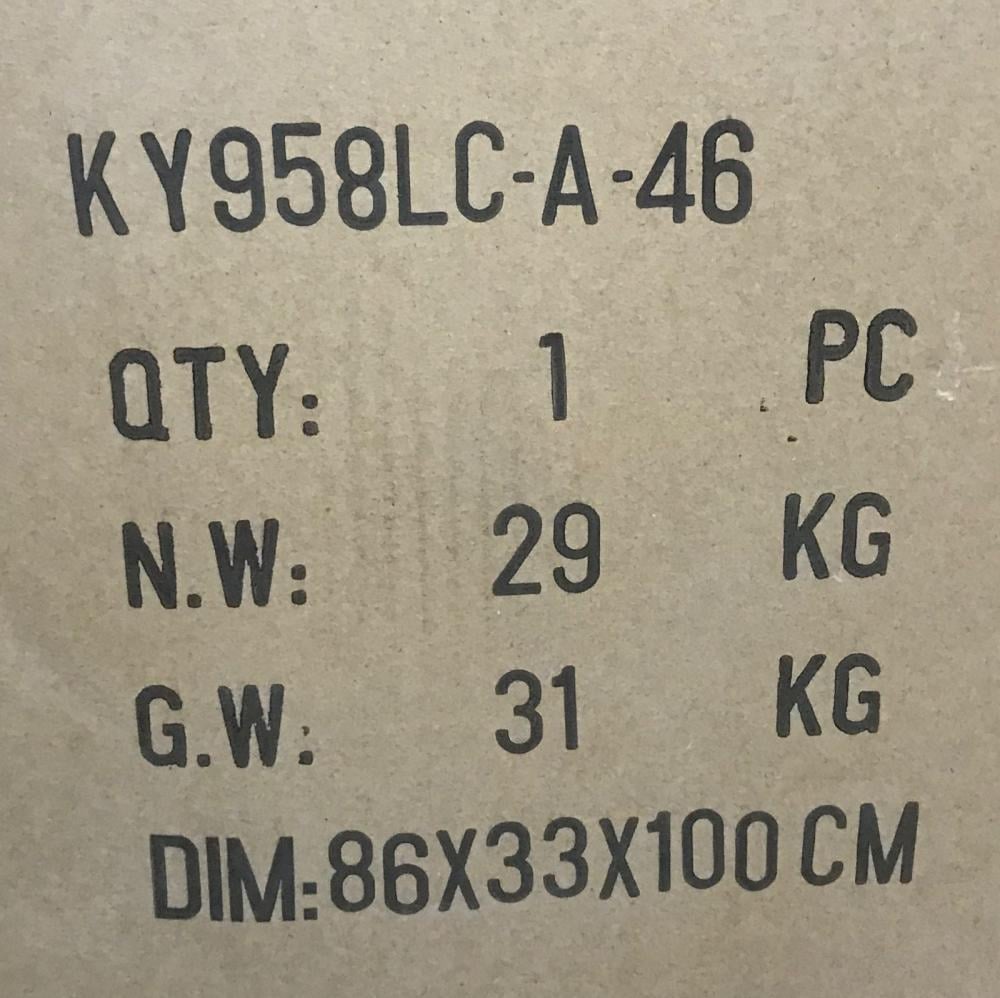 KY958LC-A-46
QTY: 1 PC
N.W: 29 KG
G.W: 31 KG
DIM:86X33X100 CM